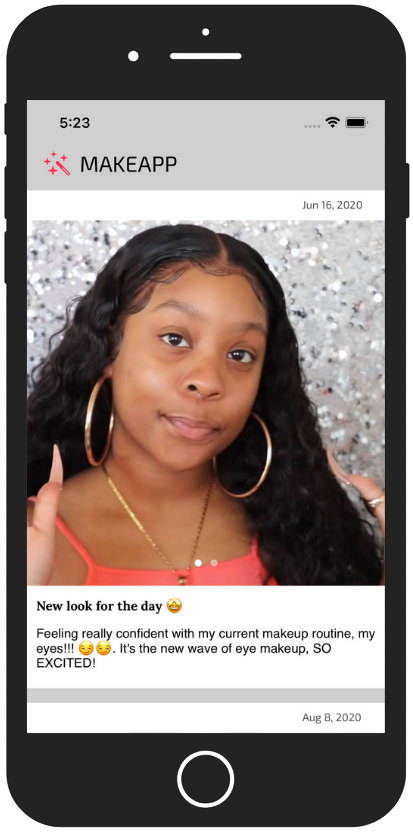 5:23
MAKEAPP
Jun 16, 2020
New look for the day 🤩
Feeling really confident with my current makeup routine, my
eyes!!! 😏😏. It's the new wave of eye makeup, SO
EXCITED!
Aug 8, 2020